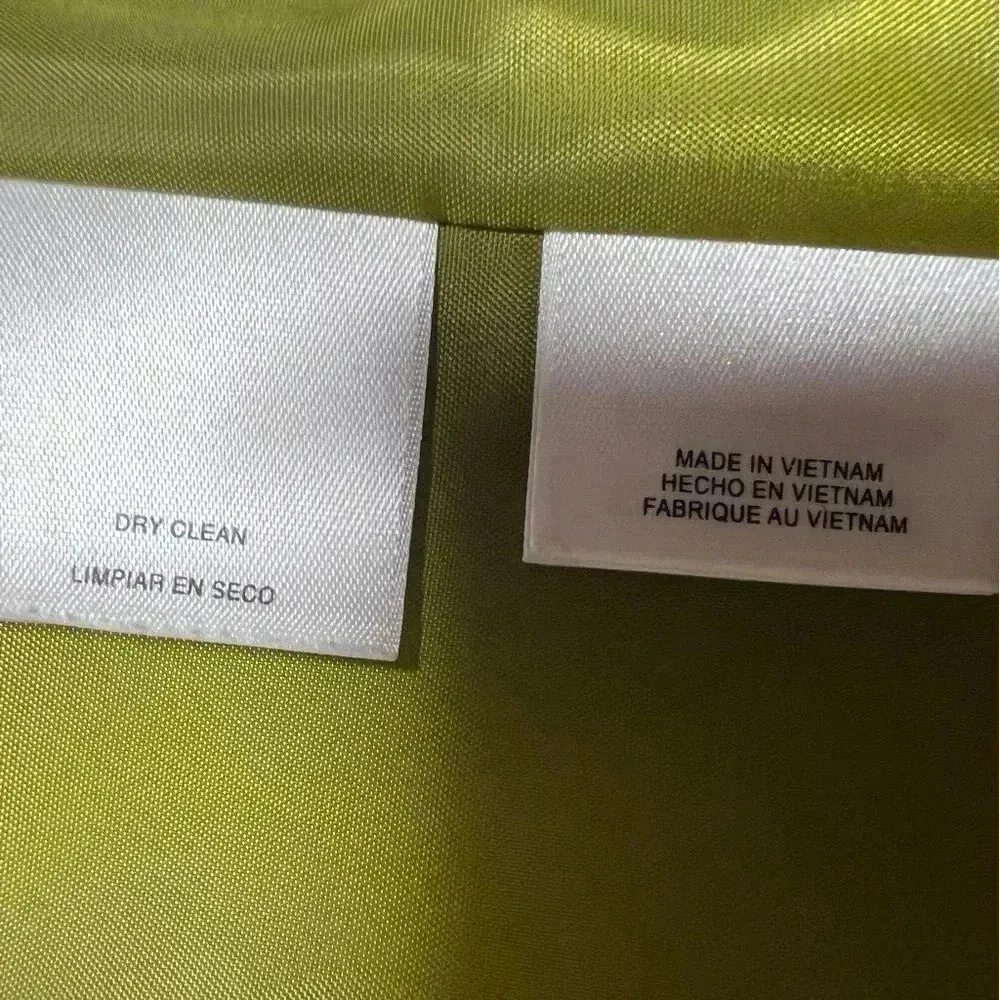 DRY CLEAN
LIMPIAR EN SECO
MADE IN VIETNAM
HECHO EN VIETNAM
FABRIQUE AU VIETNAM